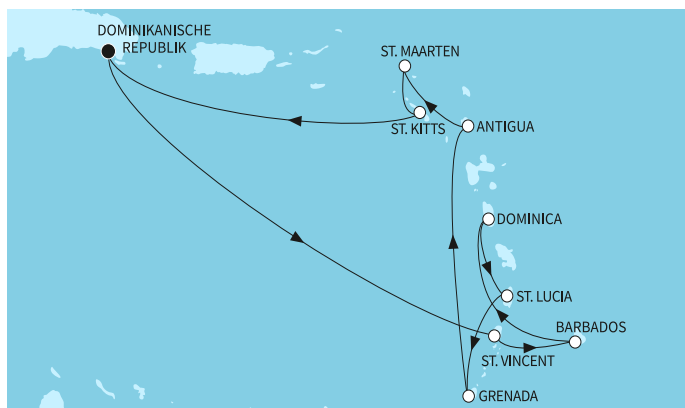 DOMINIKANISCHE
REPUBLIK
ST. MAARTEN
ST. KITTS
ANTIGUA
DOMINICA
ST. LUCIA
BARBADOS
ST. VINCENT
GRENADA